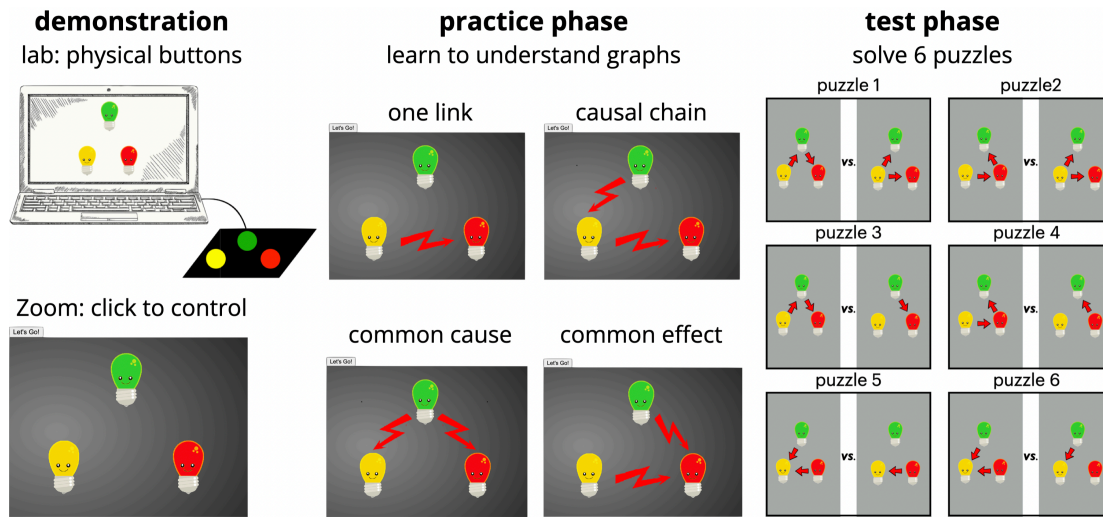 demonstration
lab: physical buttons
Zoom: click to control
Let's Go!
practice phase
learn to understand graphs
one link
Let's Go!
causal chain
Let's Go!
common cause
Let's Go!
common effect
Let's Go!
test phase
solve 6 puzzles
puzzle 1
vs.
puzzle2
vs.
puzzle 3
vs.
puzzle 4
vs.
puzzle 5
vs.
puzzle 6
vs.